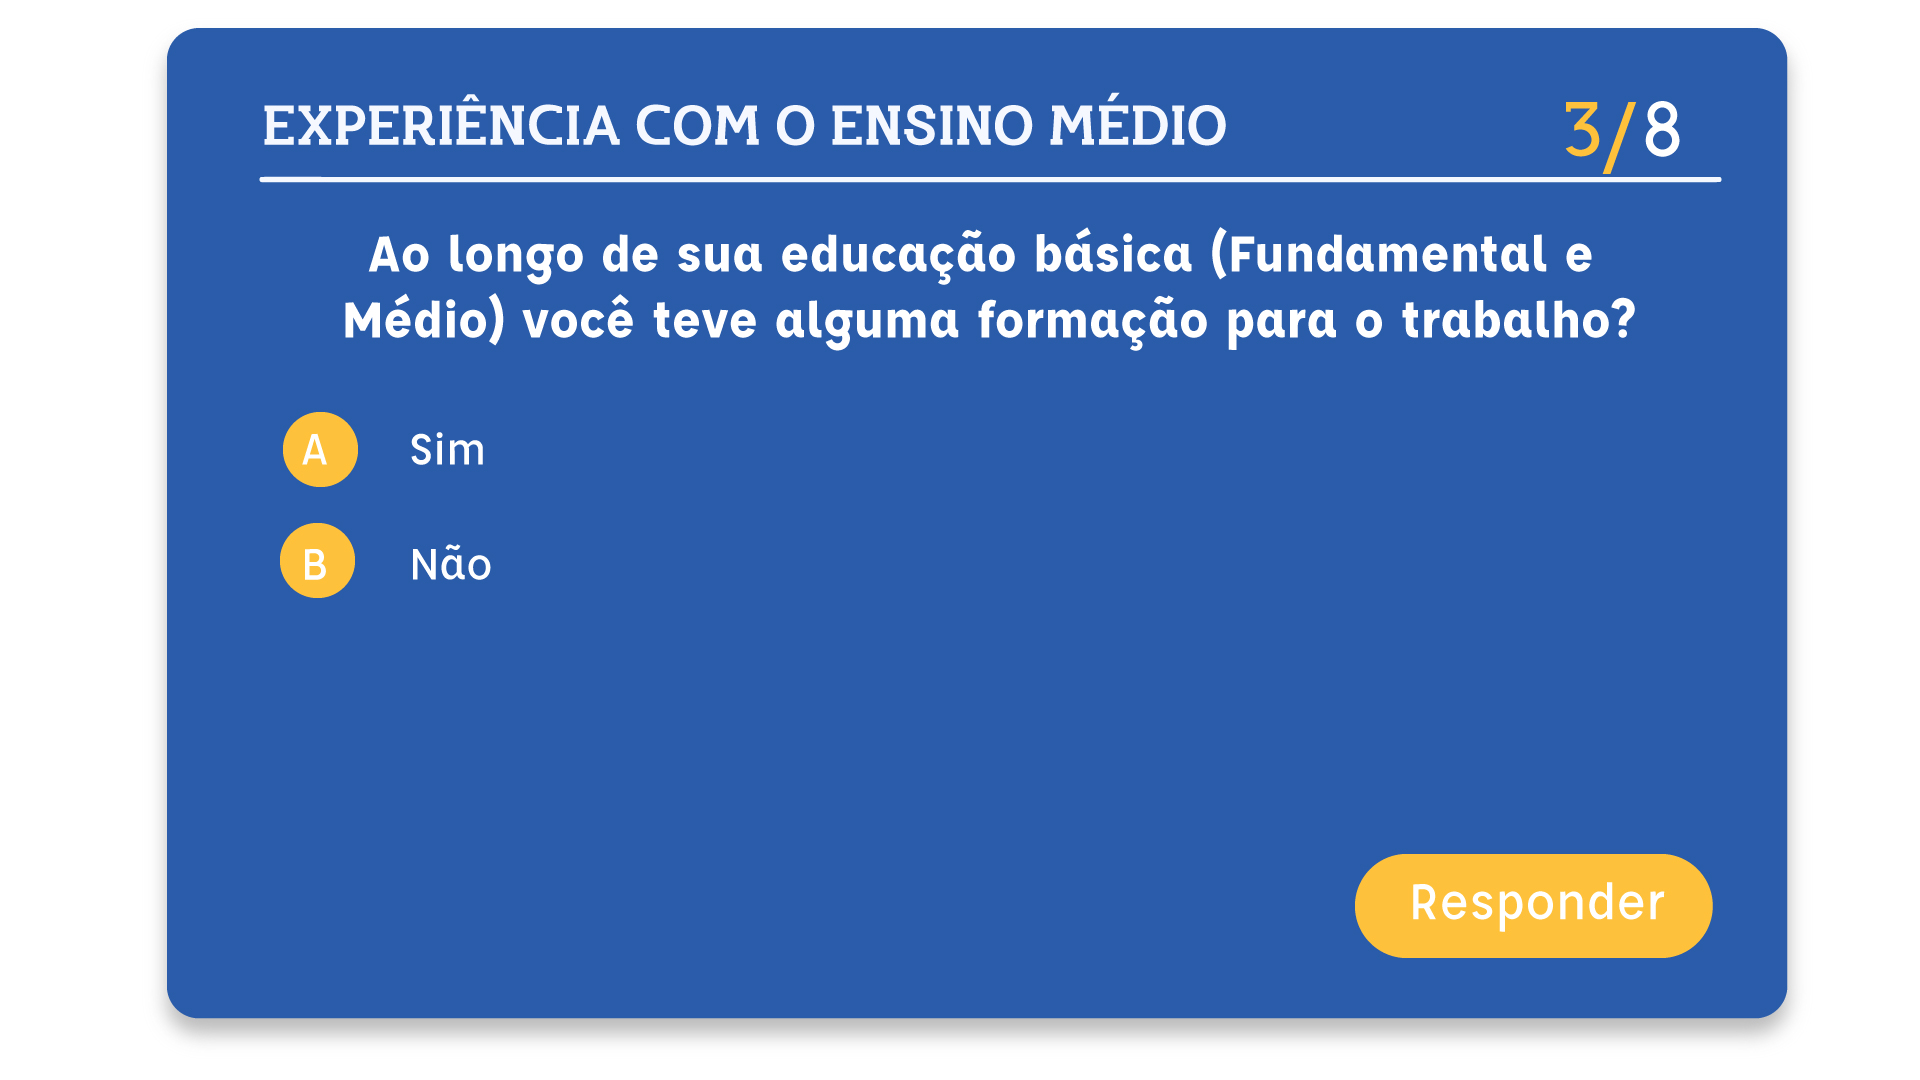 EXPERIÊNCIA COM O ENSINO MÉDIO
3/8
Ao longo de sua educação básica (Fundamental e
Médio) você teve alguma formação para o trabalho?
A Sim
B Não
Responder